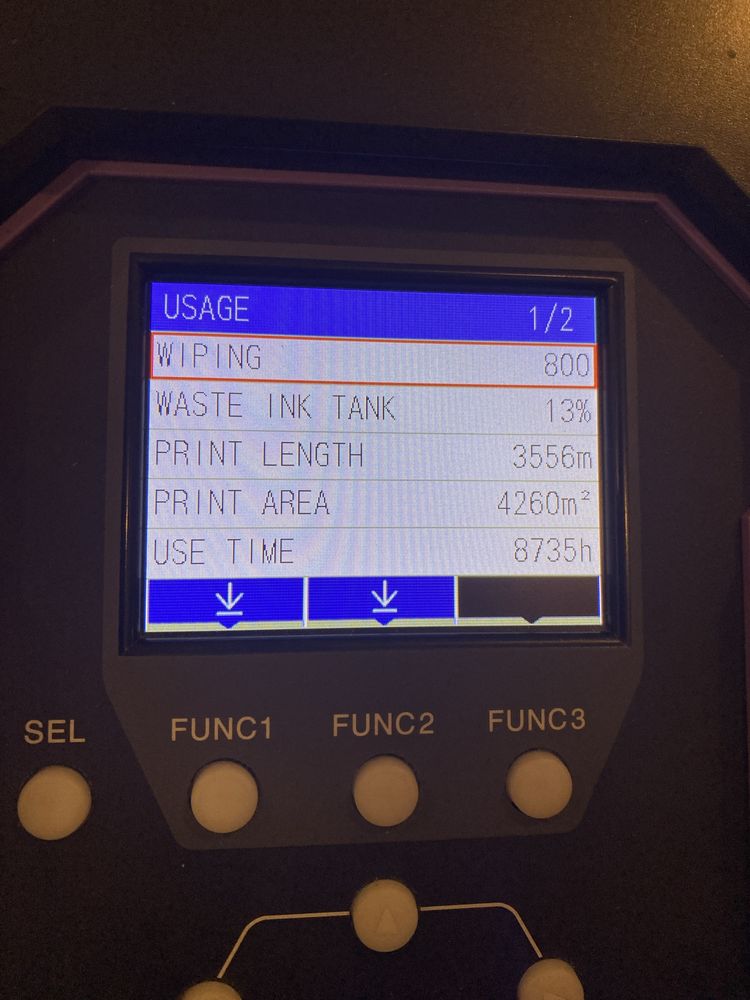 USAGE 1/2
WIPING 800
WASTE INK TANK 13%
PRINT LENGTH 3556m
PRINT AREA 4260m²
USE TIME 8735h
SEL FUNC1 FUNC2 FUNC3